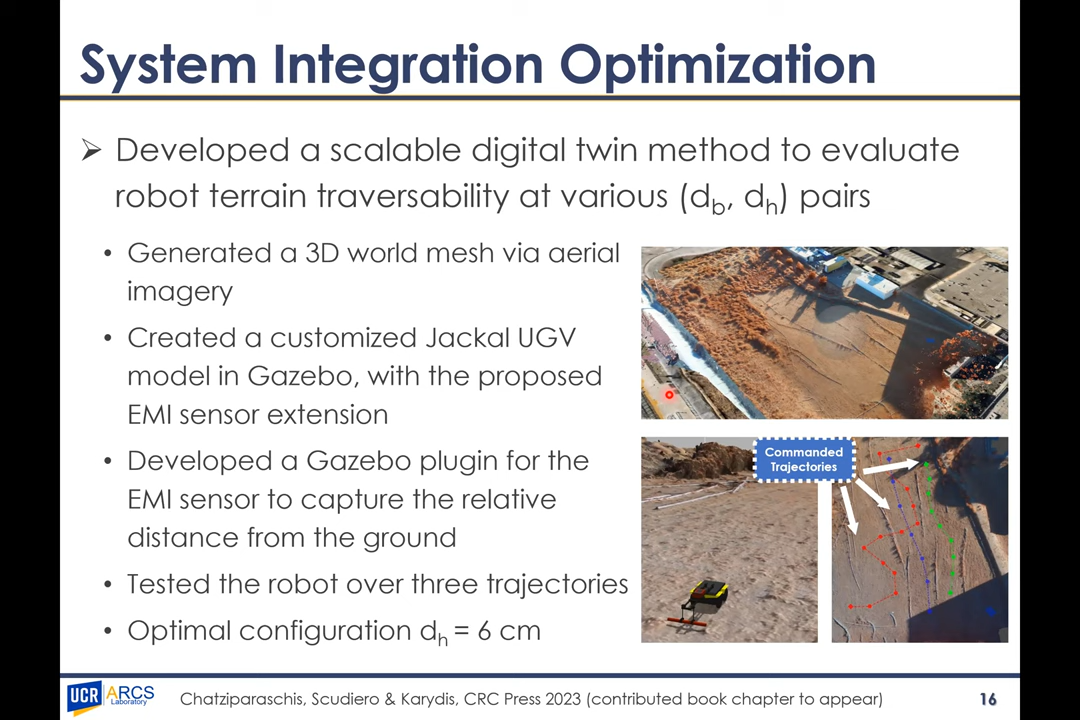 System Integration Optimization
➢ Developed a scalable digital twin method to evaluate
robot terrain traversability at various (db, dh) pairs
• Generated a 3D world mesh via aerial
imagery
• Created a customized Jackal UGV
model in Gazebo, with the proposed
EMI sensor extension
• Developed a Gazebo plugin for the
EMI sensor to capture the relative
distance from the ground
• Tested the robot over three trajectories
• Optimal configuration dh = 6 cm
Commanded
Trajectories
UCR ARCS
Laboratory
Chatziparaschis, Scudiero & Karydis, CRC Press 2023 (contributed book chapter to appear)
16